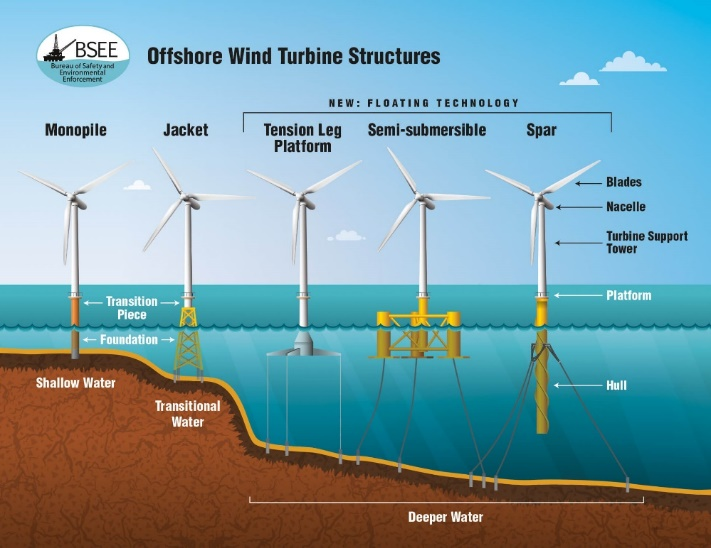 BSEE
Bureau of Safety and
Environmental
Enforcement
Offshore Wind Turbine Structures
NEW: FLOATING TECHNOLOGY
Monopile
Jacket
Tension Leg
Platform
Semi-submersible
Spar
Blades
Nacelle
Turbine Support
Tower
Platform
Transition
Piece
Foundation
Hull
Shallow Water
Transitional
Water
Deeper Water